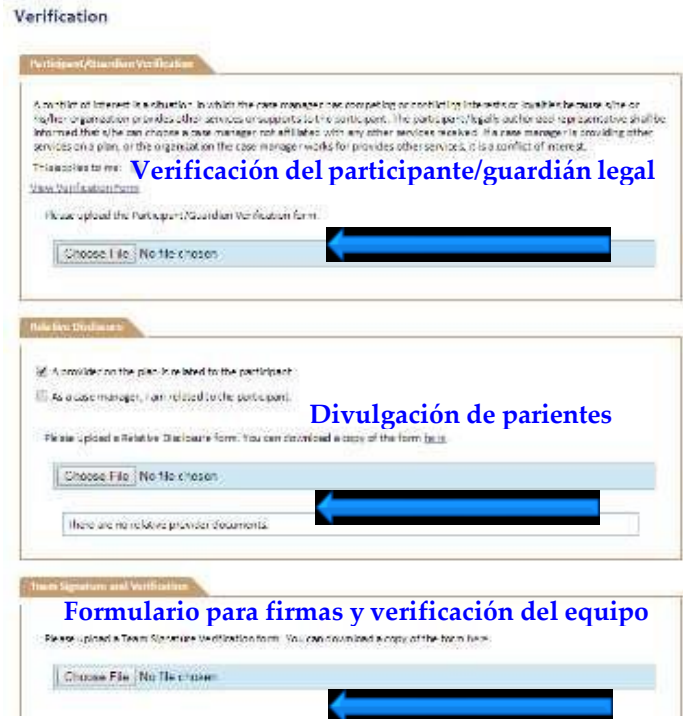 Verification
Participant/Guardian Verification
A conflict of interest is a situation in which the case manager has competing or conflicting interests or loyalties because s/he or
his/her organization provides other services or supports to the participant. The participant/legally authorized representative shall be
informed that s/he can choose a case manager not affiliated with any other services received. If a case manager is providing other
services on a plan, or the organization the case manager works for provides other services, it is a conflict of interest.
This applies to me: Verificación del participante/guardián legal
View Verification Form
Please upload the Participant/Guardian Verification form.
Choose File No file chosen
Relative Disclosure
A provider on the plan is related to the participant
As a case manager, I am related to the participant.
Divulgación de parientes
Please upload a Relative Disclosure form. You can download a copy of the form here
Choose File No file chosen
There are no relative provider documents.
Team Signature and Verification
Formulario para firmas y verificación del equipo
Please upload a Team Signature Verification form. You can download a copy of the form here.
Choose File No file chosen